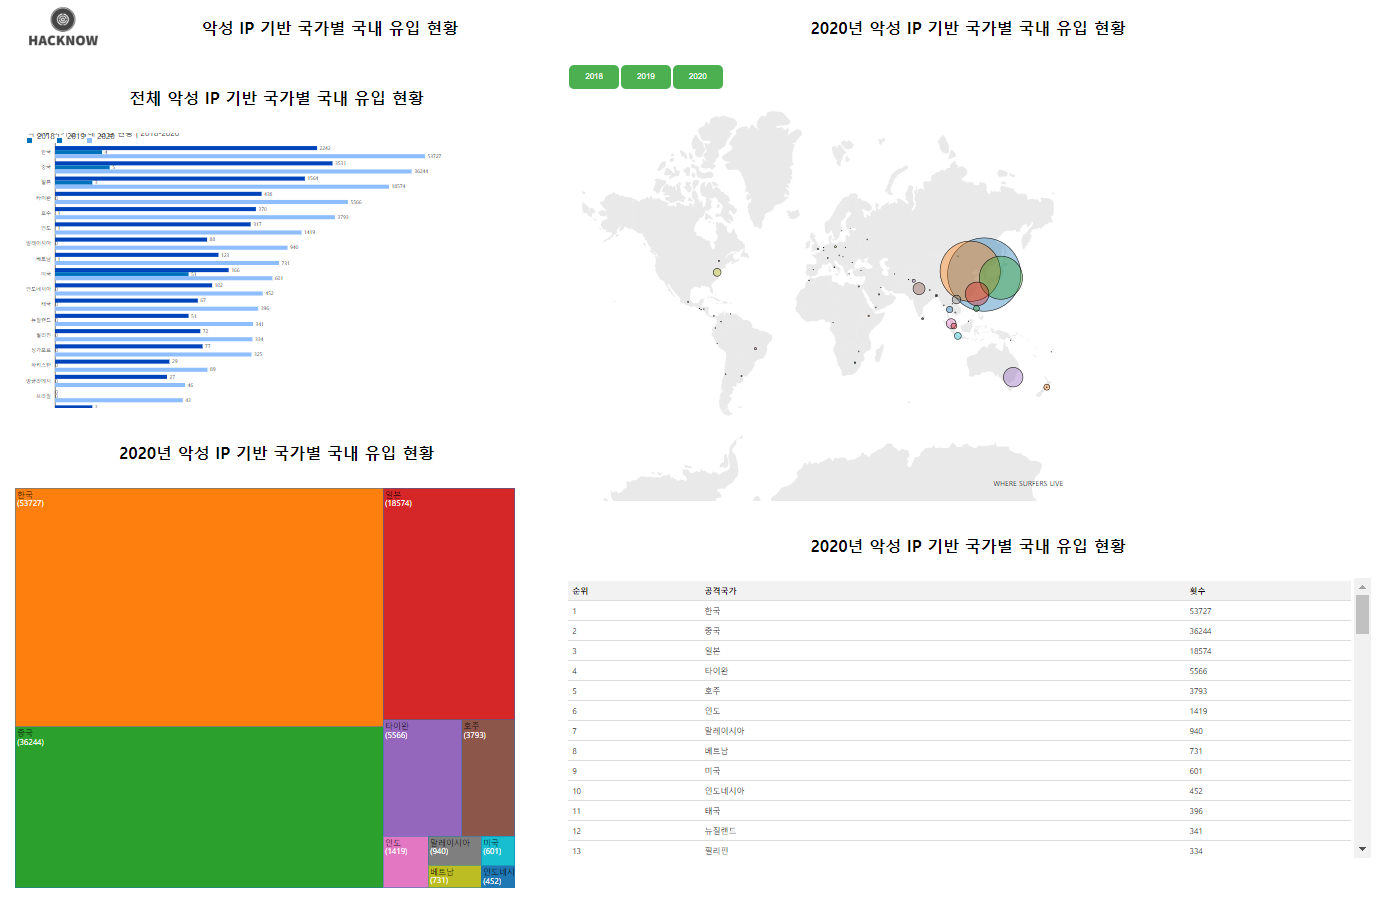 HACKNOW
악성 IP 기반 국가별 국내 유입 현황
전체 악성 IP 기반 국가별 국내 유입 현황
2018 2019 2020
한국 2242 4 53727
중국 3531 36244
일본 1564 18574
타이완 438 5566
호주 370 3793
인도 317 1419
말레이시아 88 940
베트남 123 731
미국 166 601
인도네시아 102 452
태국 67 396
뉴질랜드 51 341
필리핀 72 334
싱가포르 77 325
파키스탄 29 69
방글라데시 27 46
브라질 43
2020년 악성 IP 기반 국가별 국내 유입 현황
한국
(53727)
일본
(18574)
중국
(36244)
타이완
(5566)
호주
(3793)
인도
(1419)
말레이시아
(940)
미국
(601)
베트남
(731)
인도네시
(452)
2020년 악성 IP 기반 국가별 국내 유입 현황
2018 2019 2020
WHERE SURFERS LIVE
2020년 악성 IP 기반 국가별 국내 유입 현황
순위 공격국가 횟수
1 한국 53727
2 중국 36244
3 일본 18574
4 타이완 5566
5 호주 3793
6 인도 1419
7 말레이시아 940
8 베트남 731
9 미국 601
10 인도네시아 452
11 태국 396
12 뉴질랜드 341
13 필리핀 334